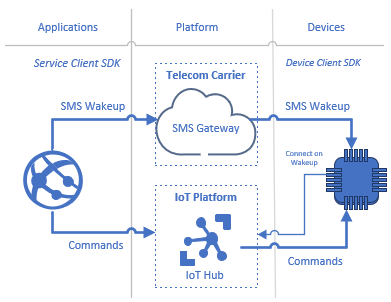 Applications
Platform
Devices
Service Client SDK
Telecom Carrier
Device Client SDK
SMS Wakeup
SMS Gateway
SMS Wakeup
Connect on
Wakeup
IoT Platform
Commands
IoT Hub
Commands